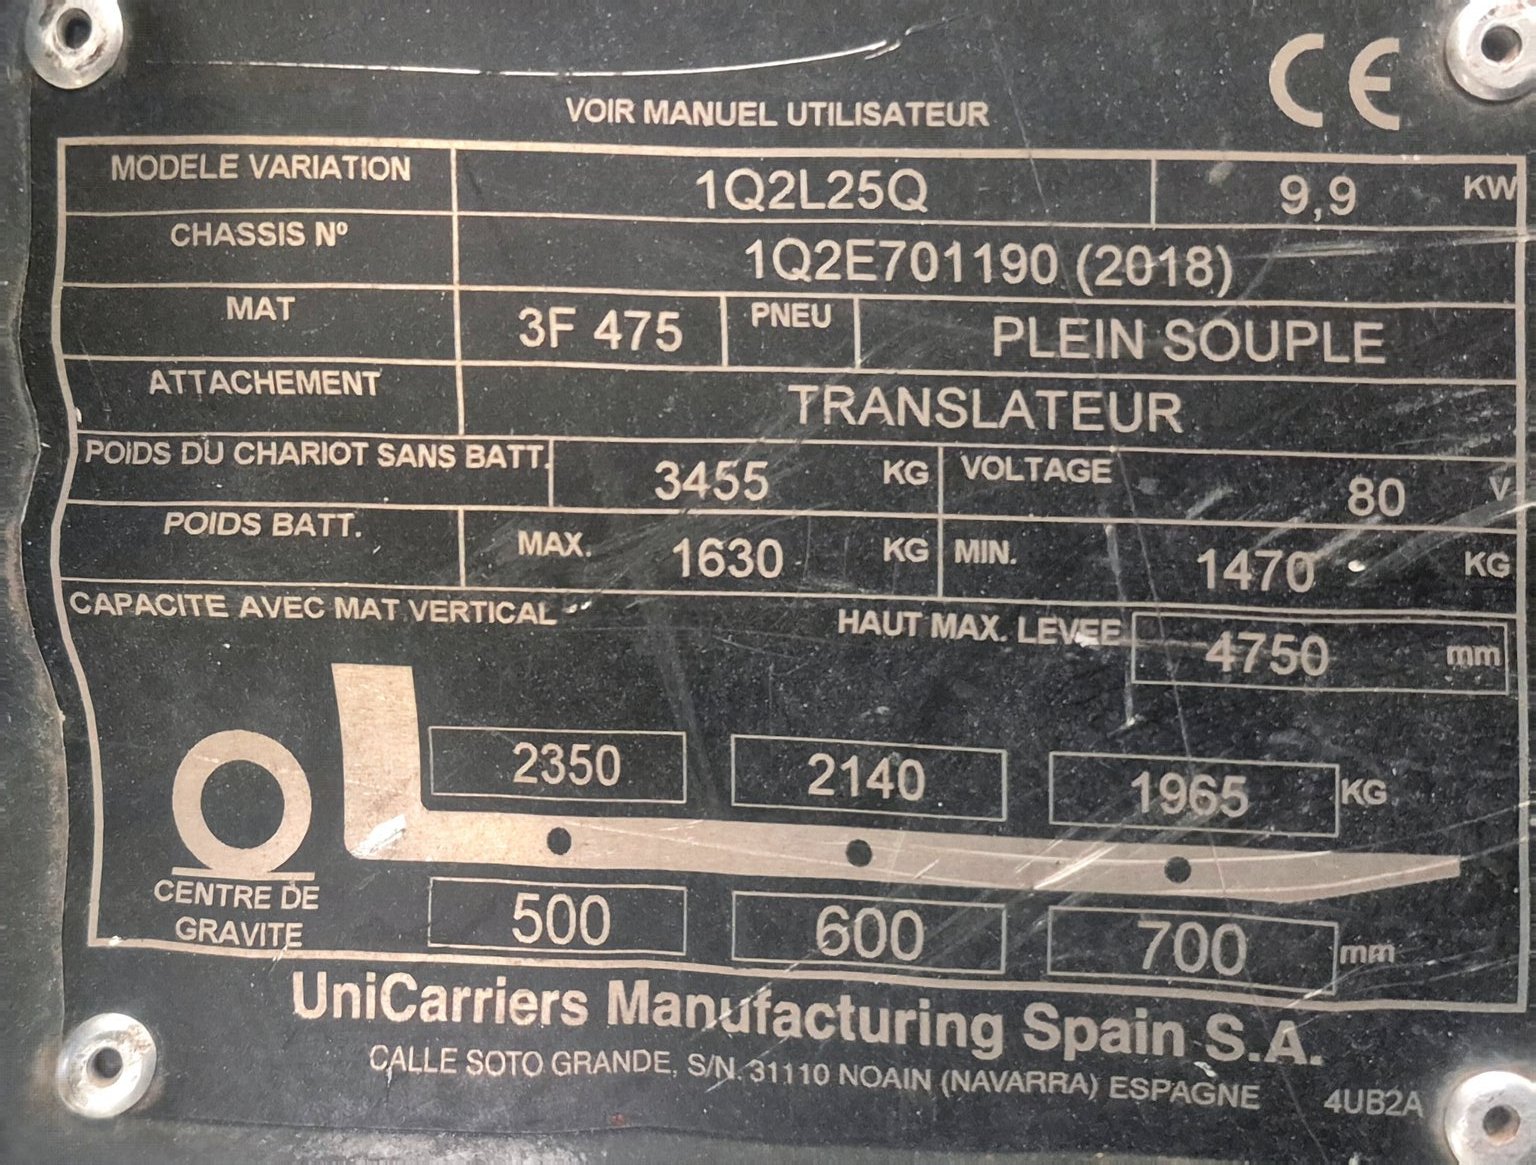 CE
VOIR MANUEL UTILISATEUR
MODELE VARIATION 1Q2L25Q 9,9 KW
CHASSIS Nº 1Q2E701190 (2018)
MAT 3F 475 PNEU PLEIN SOUPLE
ATTACHEMENT TRANSLATEUR
POIDS DU CHARIOT SANS BATT. 3455 KG VOLTAGE 80 V
POIDS BATT. MAX. 1630 KG MIN. 1470 KG
CAPACITE AVEC MAT VERTICAL HAUT MAX. LEVEE 4750 mm
2350 2140 1965 KG
CENTRE DE
GRAVITE
500 600 700 mm
UniCarriers Manufacturing Spain S.A.
CALLE SOTO GRANDE, S/N. 31110 NOAIN (NAVARRA) ESPAGNE 4UB2A